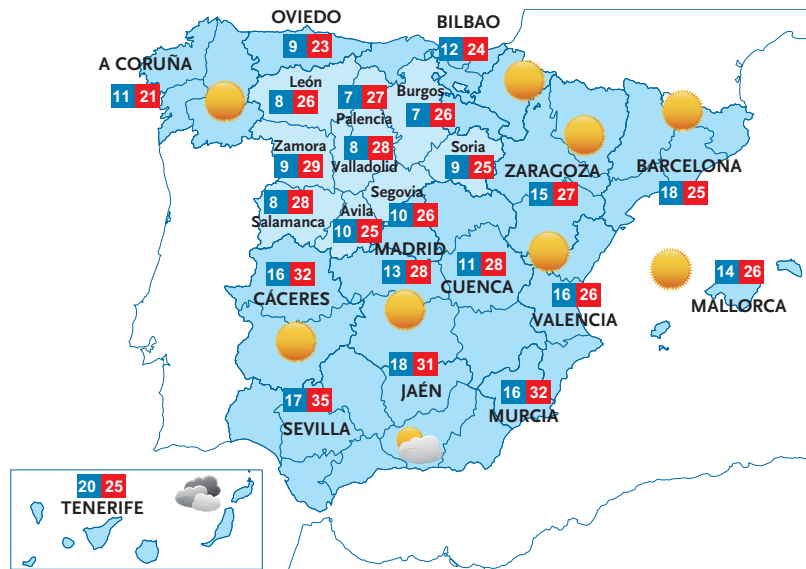 OVIEDO
9 23
BILBAO
12 24
A CORUÑA
11 21
León
8 26
7 27
Palencia
Burgos
7 26
Zamora
9 29
8 28
Valladolid
Soria
9 25
ZARAGOZA
15 27
BARCELONA
18 25
8 28
Salamanca
Ávila
10 25
Segovia
10 26
MADRID
13 28
11 28
CUENCA
16 32
CÁCERES
16 26
VALENCIA
14 26
MALLORCA
18 31
JAÉN
17 35
SEVILLA
16 32
MURCIA
20 25
TENERIFE